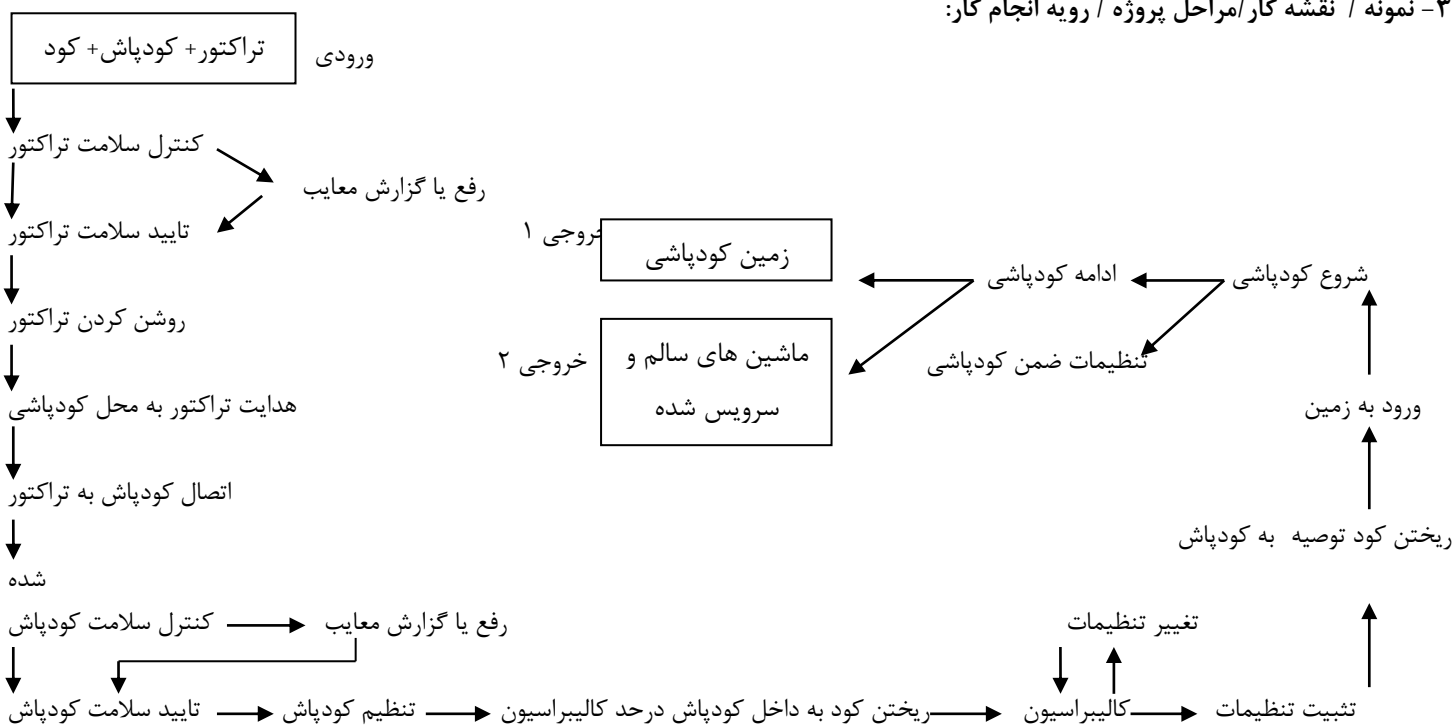 ۳- نمونه / نقشه کار/مراحل پروژه / رویه انجام کار:
ورودی
تراکتور+ کودپاش+ کود
کنترل سلامت تراکتور
رفع یا گزارش معایب
تایید سلامت تراکتور
روشن کردن تراکتور
هدایت تراکتور به محل کودپاشی
اتصال کودپاش به تراکتور
شده
کنترل سلامت کودپاش
رفع یا گزارش معایب
تایید سلامت کودپاش
تنظیم کودپاش
ریختن کود به داخل کودپاش درحد کالیبراسیون
کالیبراسیون
تغییر تنظیمات
تثبیت تنظیمات
ریختن کود توصیه به کودپاش
ورود به زمین
شروع کودپاشی
ادامه کودپاشی
تنظیمات ضمن کودپاشی
خروجی ۱
زمین کودپاشی
خروجی ۲
ماشین های سالم و
سرویس شده